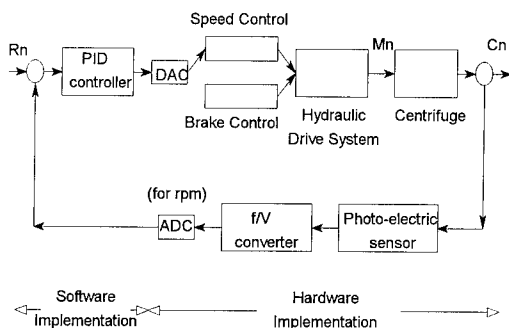 Speed Control
Rn
PID
controller
DAC
Mn
Cn
Brake Control
Hydraulic
Drive System
Centrifuge
(for rpm)
ADC
f/V
converter
Photo-electric
sensor
Software
Implementation
Hardware
Implementation